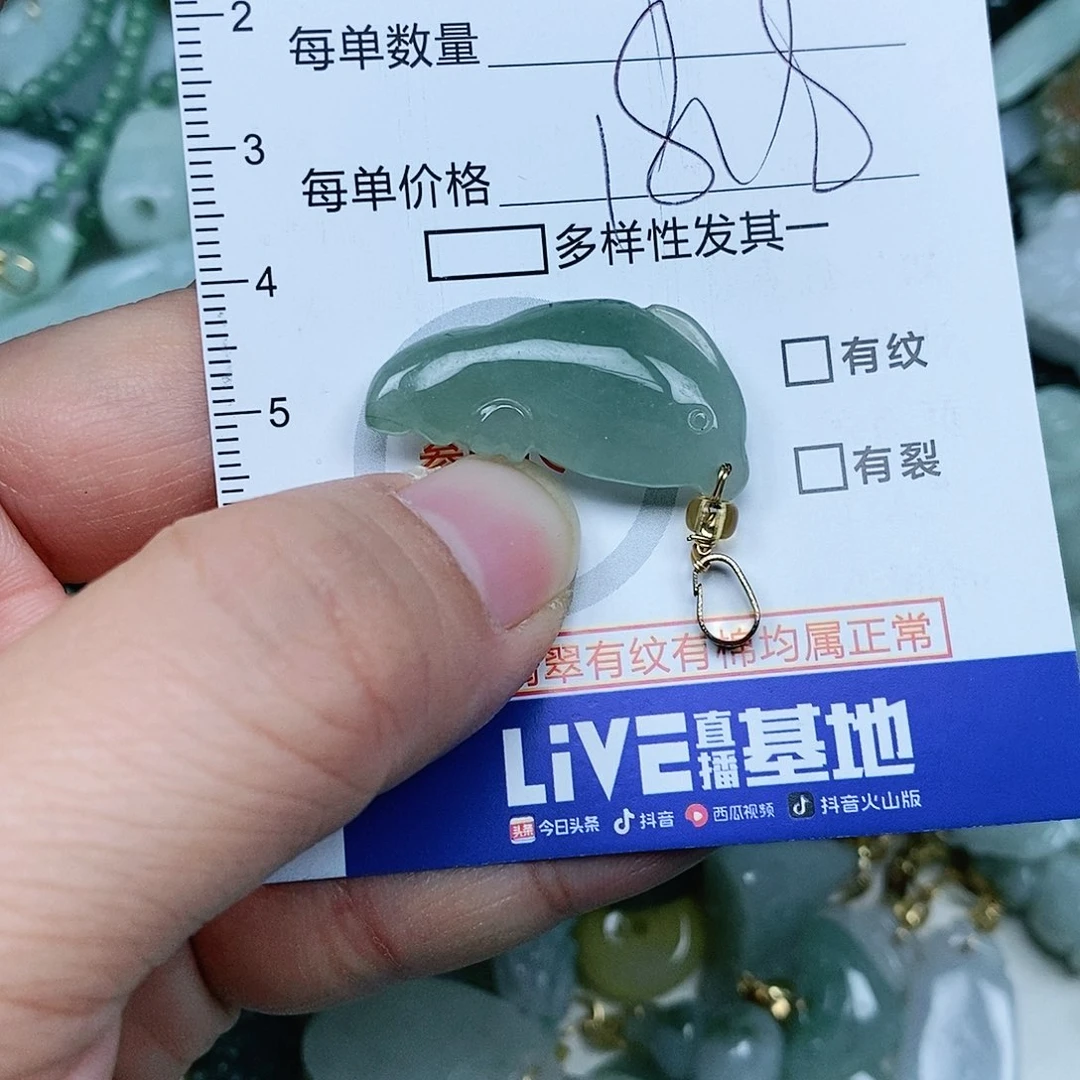 2
每单数量
3
每单价格
4
多样性发其一
有纹
5
有裂
翠有纹有棉均属正常
LiVE直播基地
头条 今日头条 抖音 西瓜视频 抖音火山版